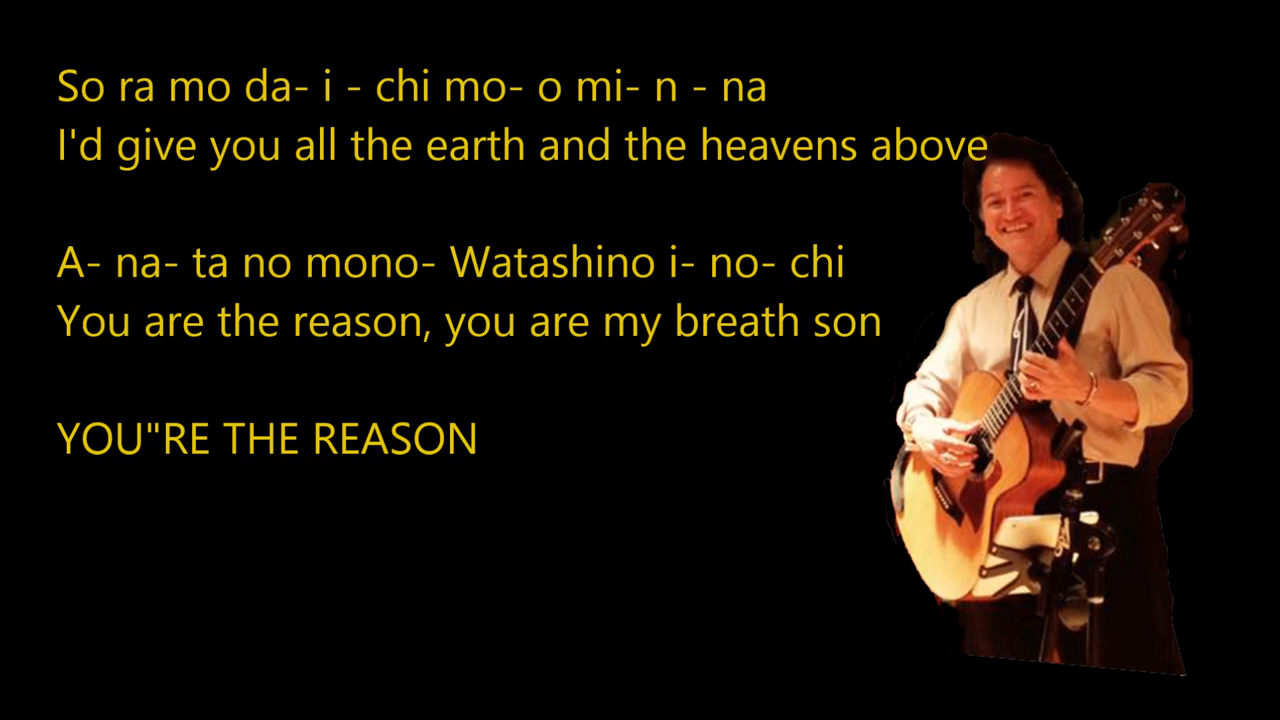 So ra mo da- i - chi mo- o mi- n - na
I'd give you all the earth and the heavens above
A- na- ta no mono- Watashino i- no- chi
You are the reason, you are my breath son
YOU"RE THE REASON